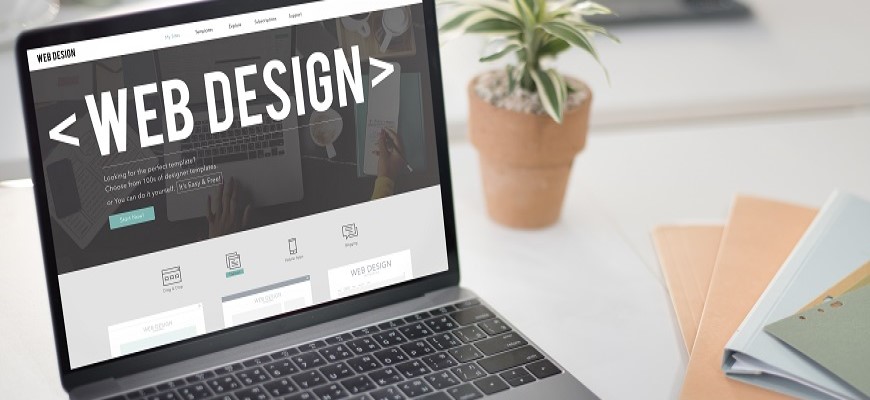 WEB DESIGN
My Sites Templates Explore Subscriptions Support
< WEB DESIGN >
Looking for the perfect template?
Choose from 100s of designer templates
or You can do it yourself. It's Easy & Free!
Start Now!
Drag & Drop
Blogging
WEB DESIGN
WEB DESIGN
WEB DESIGN